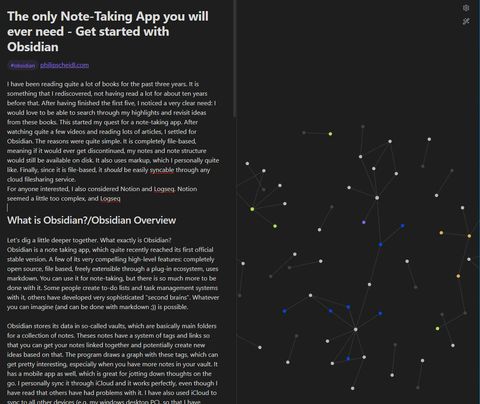 The only Note-Taking App you will
ever need - Get started with
Obsidian
#obsidian philipscheidl.com
I have been reading quite a lot of books for the past three years. It is
something that I rediscovered, not having read a lot for about ten years
before that. After having finished the first five, I noticed a very clear need: I
would love to be able to search through my highlights and revisit ideas
from these books. This started my quest for a note-taking app. After
watching quite a few videos and reading lots of articles, I settled for
Obsidian. The reasons were quite simple. It is completely file-based,
meaning if it would ever get discontinued, my notes and note structure
would still be available on disk. It also uses markup, which I personally quite
like. Finally, since it is file-based, it should be easily syncable through any
cloud filesharing service.
For anyone interested, I also considered Notion and Logseq. Notion
seemed a little too complex, and Logseq
What is Obsidian?/Obsidian Overview
Let's dig a little deeper together. What exactly is Obsidian?
Obsidian is a note taking app, which quite recently reached its first official
stable version. A few of its very compelling high-level features: completely
open source, file based, freely extensible through a plug-in ecosystem, uses
markdown. You can use it for note-taking, but there is so much more to be
done with it. Some people create to-do lists and task management systems
with it, others have developed very sophisticated "second brains". Whatever
you can imagine (and can be done with markdown ;)) is possible.
Obsidian stores its data in so-called vaults, which are basically main folders
for a collection of notes. Theses notes have a system of tags and links so
that you can get your notes linked together and potentially create new
ideas based on that. The program draws a graph with these tags, which can
get pretty interesting, especially when you have more notes in your vault. It
has a mobile app as well, which is great for jotting down thoughts on the
go. I personally sync it through iCloud and it works perfectly, even though I
have read that others have had problems with it. I have also used iCloud to
sync to all other devices (e.g. my windows desktop PC, so that I have